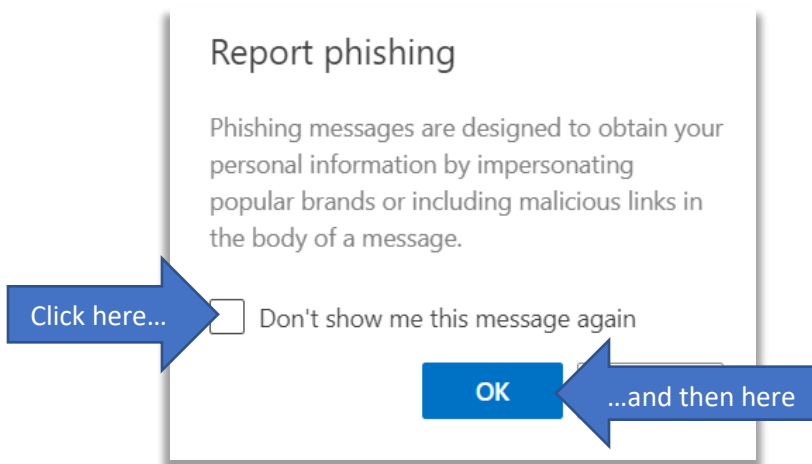 Report phishing
Phishing messages are designed to obtain your
personal information by impersonating
popular brands or including malicious links in
the body of a message.
Click here...
Don't show me this message again
OK
...and then here